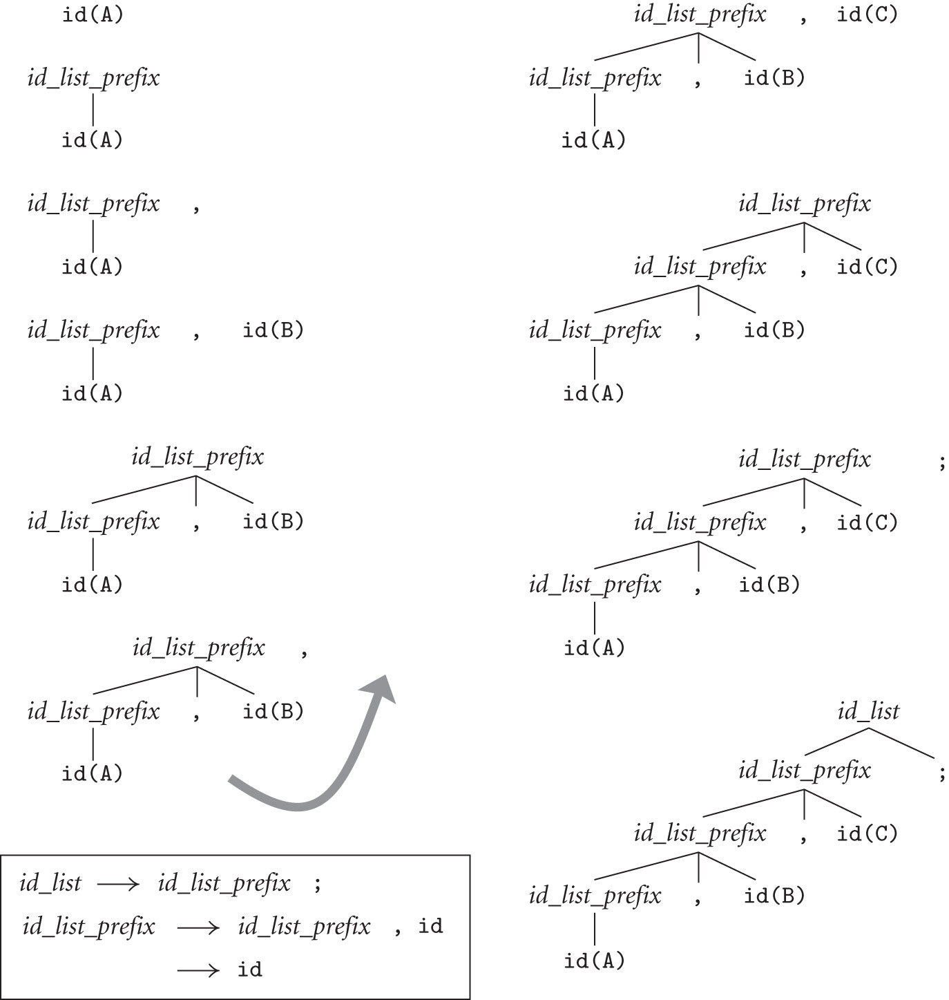 id(A)
id_list_prefix
id(A)
id_list_prefix ,
id(A)
id_list_prefix , id(B)
id(A)
id_list_prefix
id_list_prefix , id(B)
id(A)
id_list_prefix ,
id_list_prefix , id(B)
id(A)
id_list ⟶ id_list_prefix ;
id_list_prefix ⟶ id_list_prefix , id
⟶ id
id_list_prefix , id(C)
id_list_prefix , id(B)
id(A)
id_list_prefix
id_list_prefix , id(C)
id_list_prefix , id(B)
id(A)
id_list_prefix ;
id_list_prefix , id(C)
id_list_prefix , id(B)
id(A)
id_list
id_list_prefix ;
id_list_prefix , id(C)
id_list_prefix , id(B)
id(A)